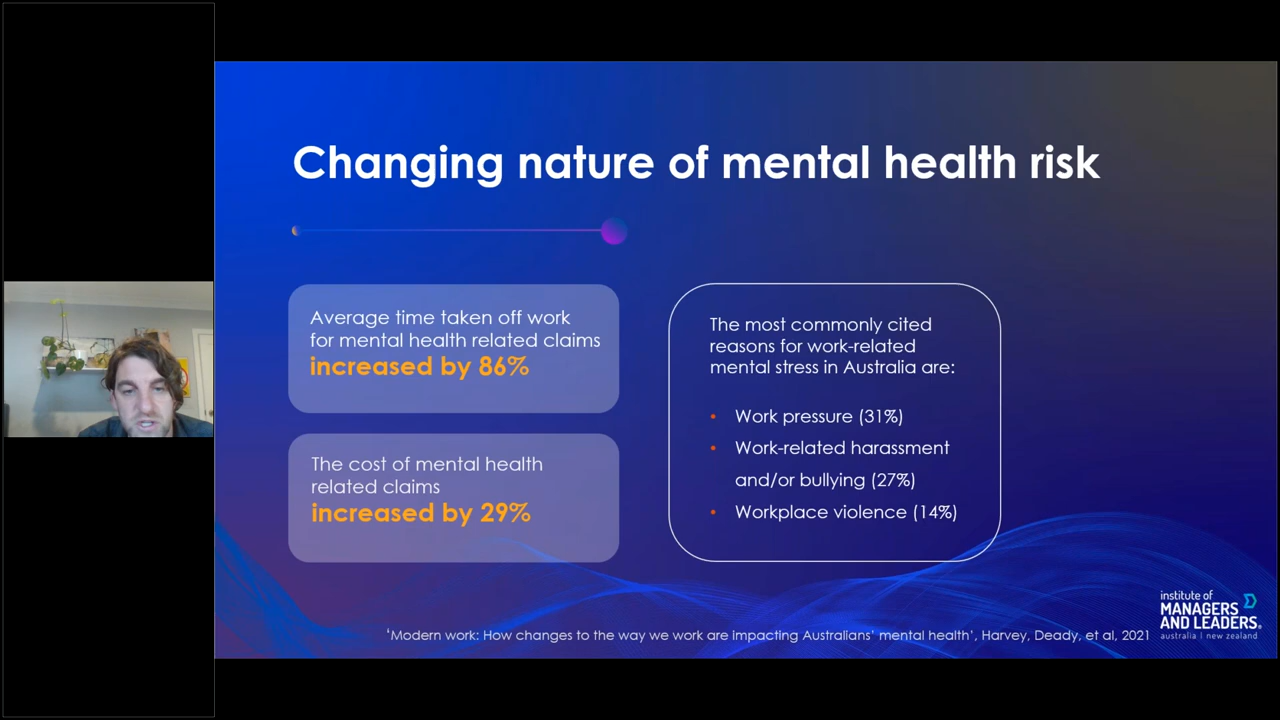 Changing nature of mental health risk
Average time taken off work
for mental health related claims
increased by 86%
The cost of mental health
related claims
increased by 29%
The most commonly cited
reasons for work-related
mental stress in Australia are:
• Work pressure (31%)
• Work-related harassment
and/or bullying (27%)
• Workplace violence (14%)
‘Modern work: How changes to the way we work are impacting Australians’ mental health’, Harvey, Deady, et al, 2021
institute of
MANAGERS
AND LEADERS®
australia | new zealand